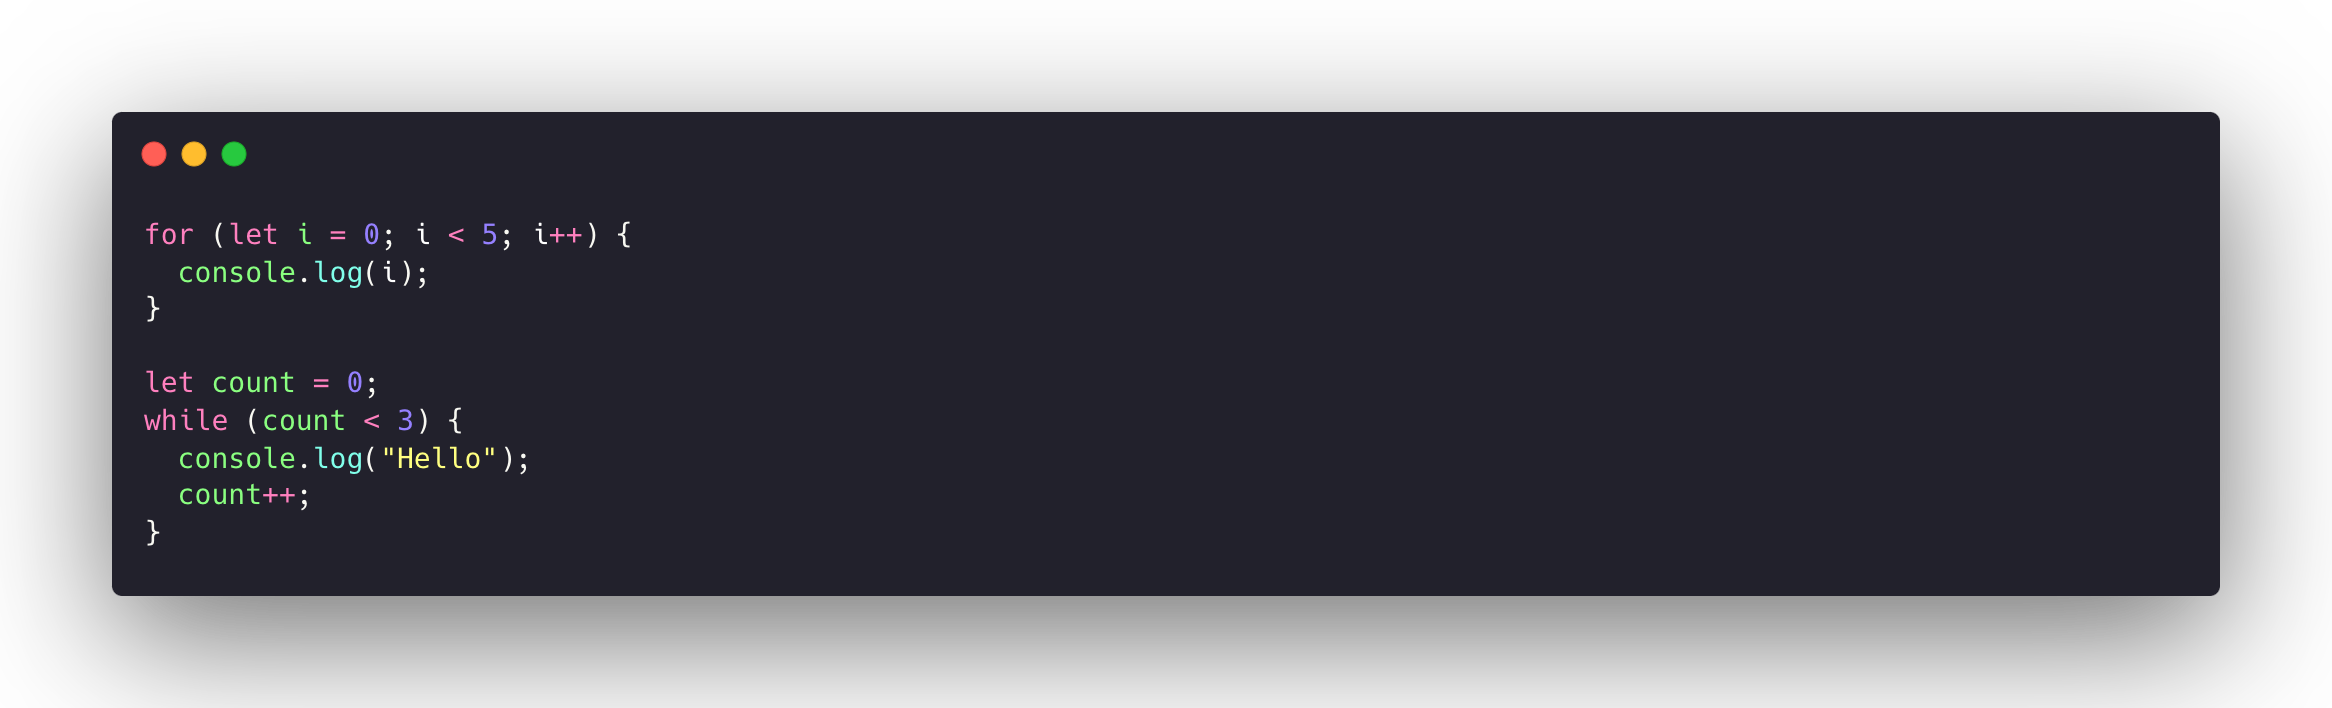 for (let i = 0; i < 5; i++) {
  console.log(i);
}

let count = 0;
while (count < 3) {
  console.log("Hello");
  count++;
}